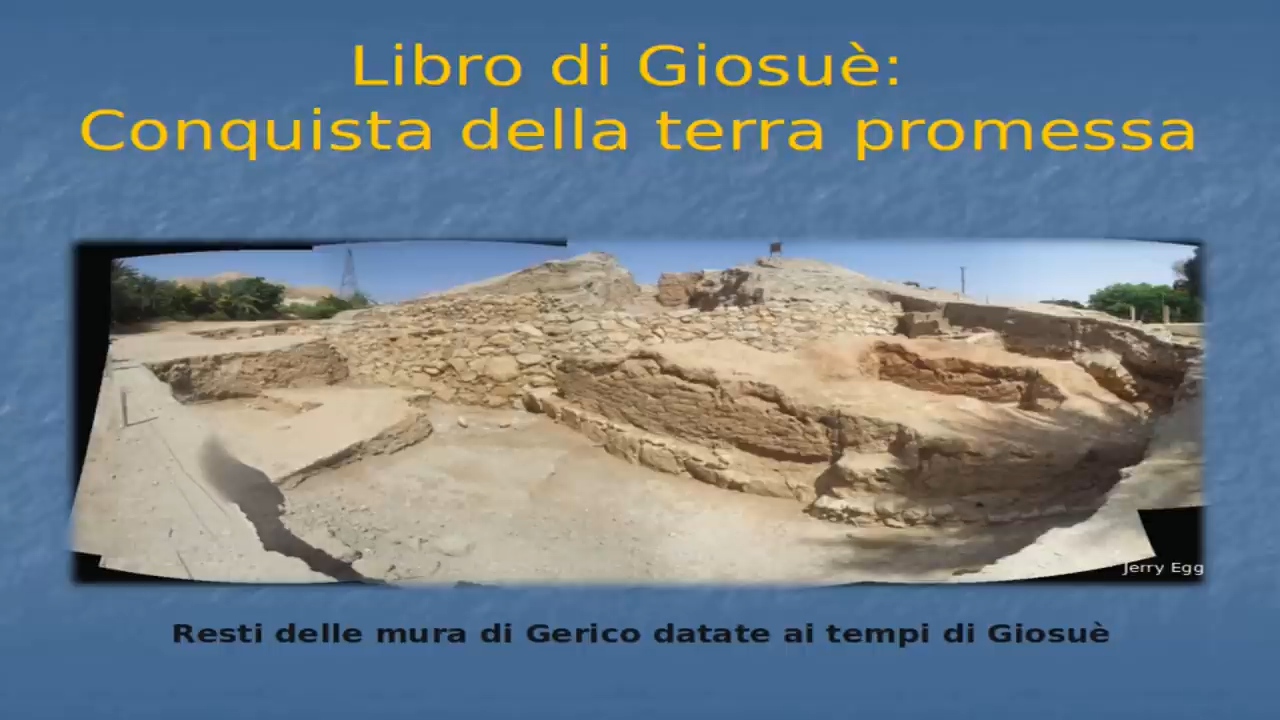 Libro di Giosuè:
Conquista della terra promessa
Jerry Egg
Resti delle mura di Gerico datate ai tempi di Giosuè